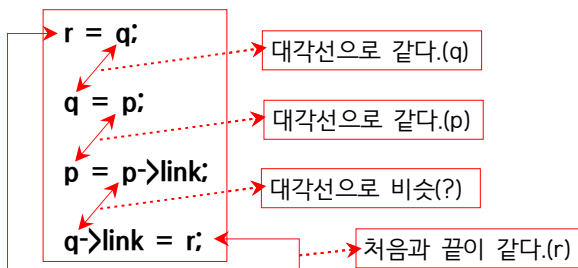 r = q;
대각선으로 같다.(q)
q = p;
대각선으로 같다.(p)
p = p->link;
대각선으로 비슷(?)
q->link = r;
처음과 끝이 같다.(r)